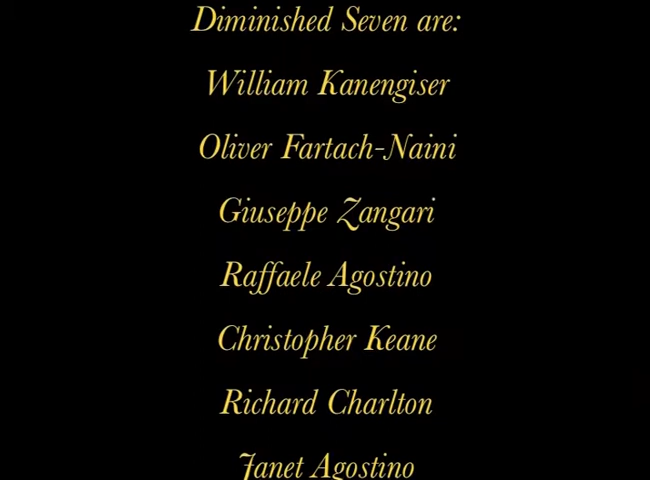 Diminished Seven are:
William Kanengiser
Oliver Fartach-Naini
Giuseppe Zangari
Raffaele Agostino
Christopher Keane
Richard Charlton
Janet Agostino